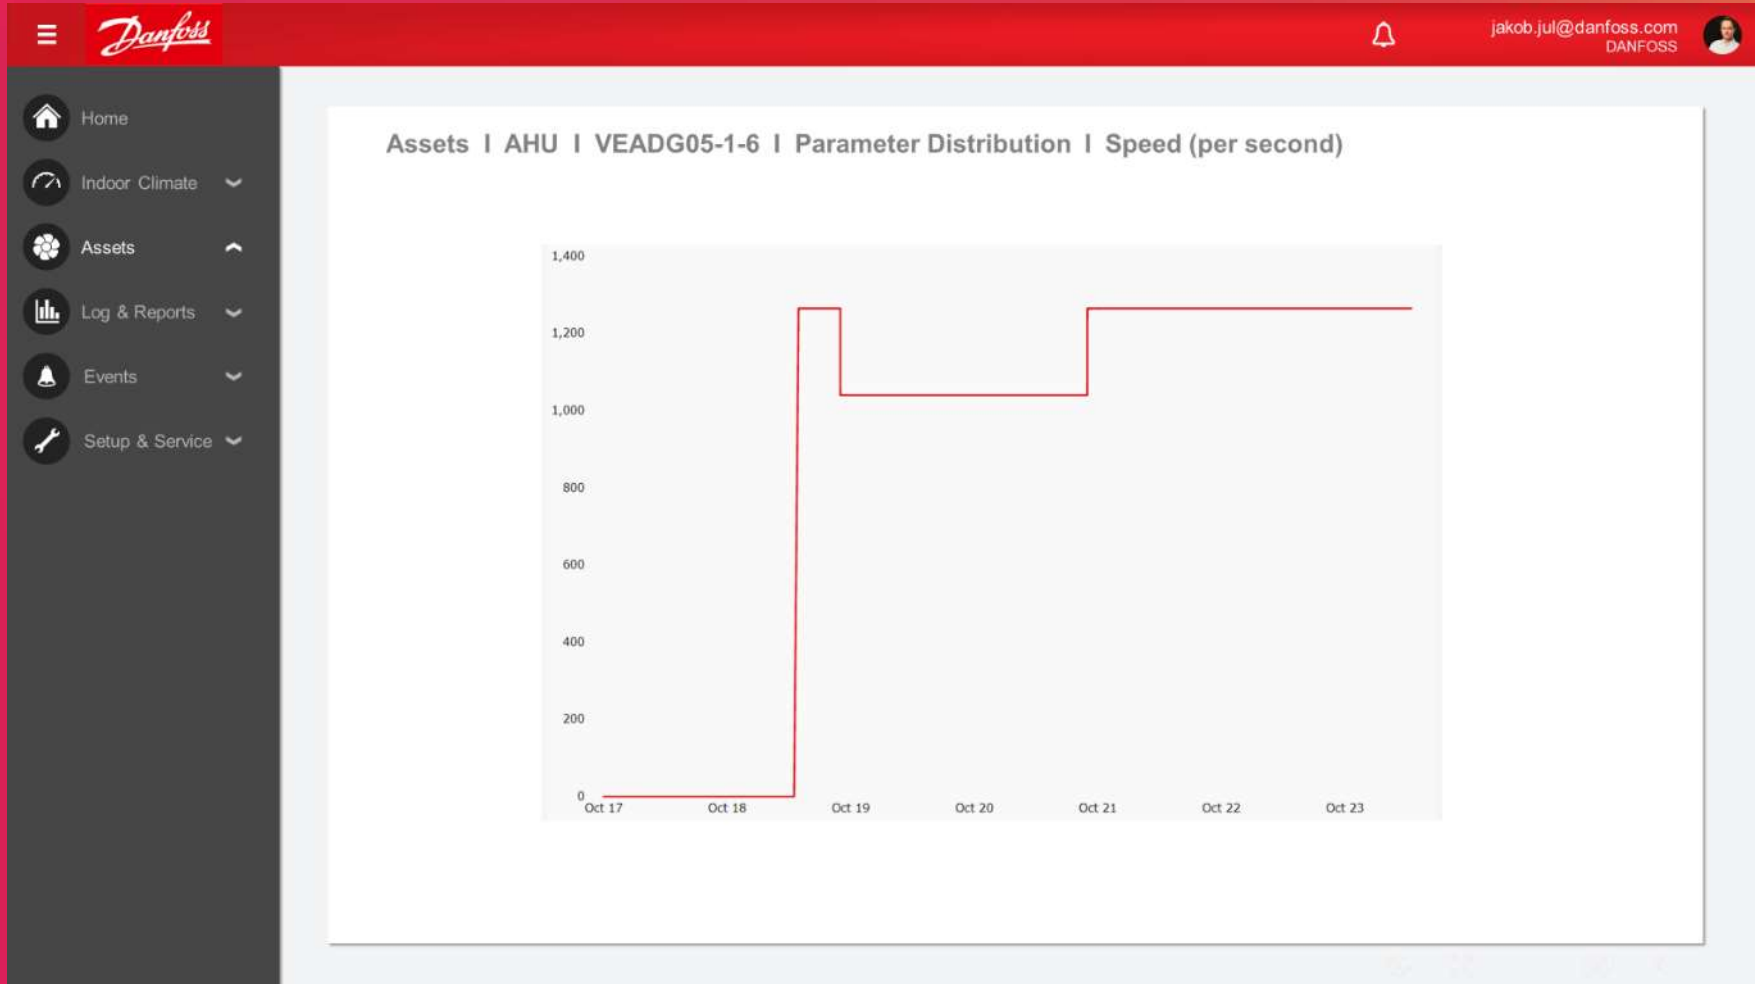 Danfoss
jakob.jul@danfoss.com
DANFOSS
Home
Indoor Climate
Assets
Log & Reports
Events
Setup & Service
Assets I AHU I VEADG05-1-6 I Parameter Distribution I Speed (per second)
1,400
1,200
1,000
800
600
400
200
0
Oct 17 Oct 18 Oct 19 Oct 20 Oct 21 Oct 22 Oct 23